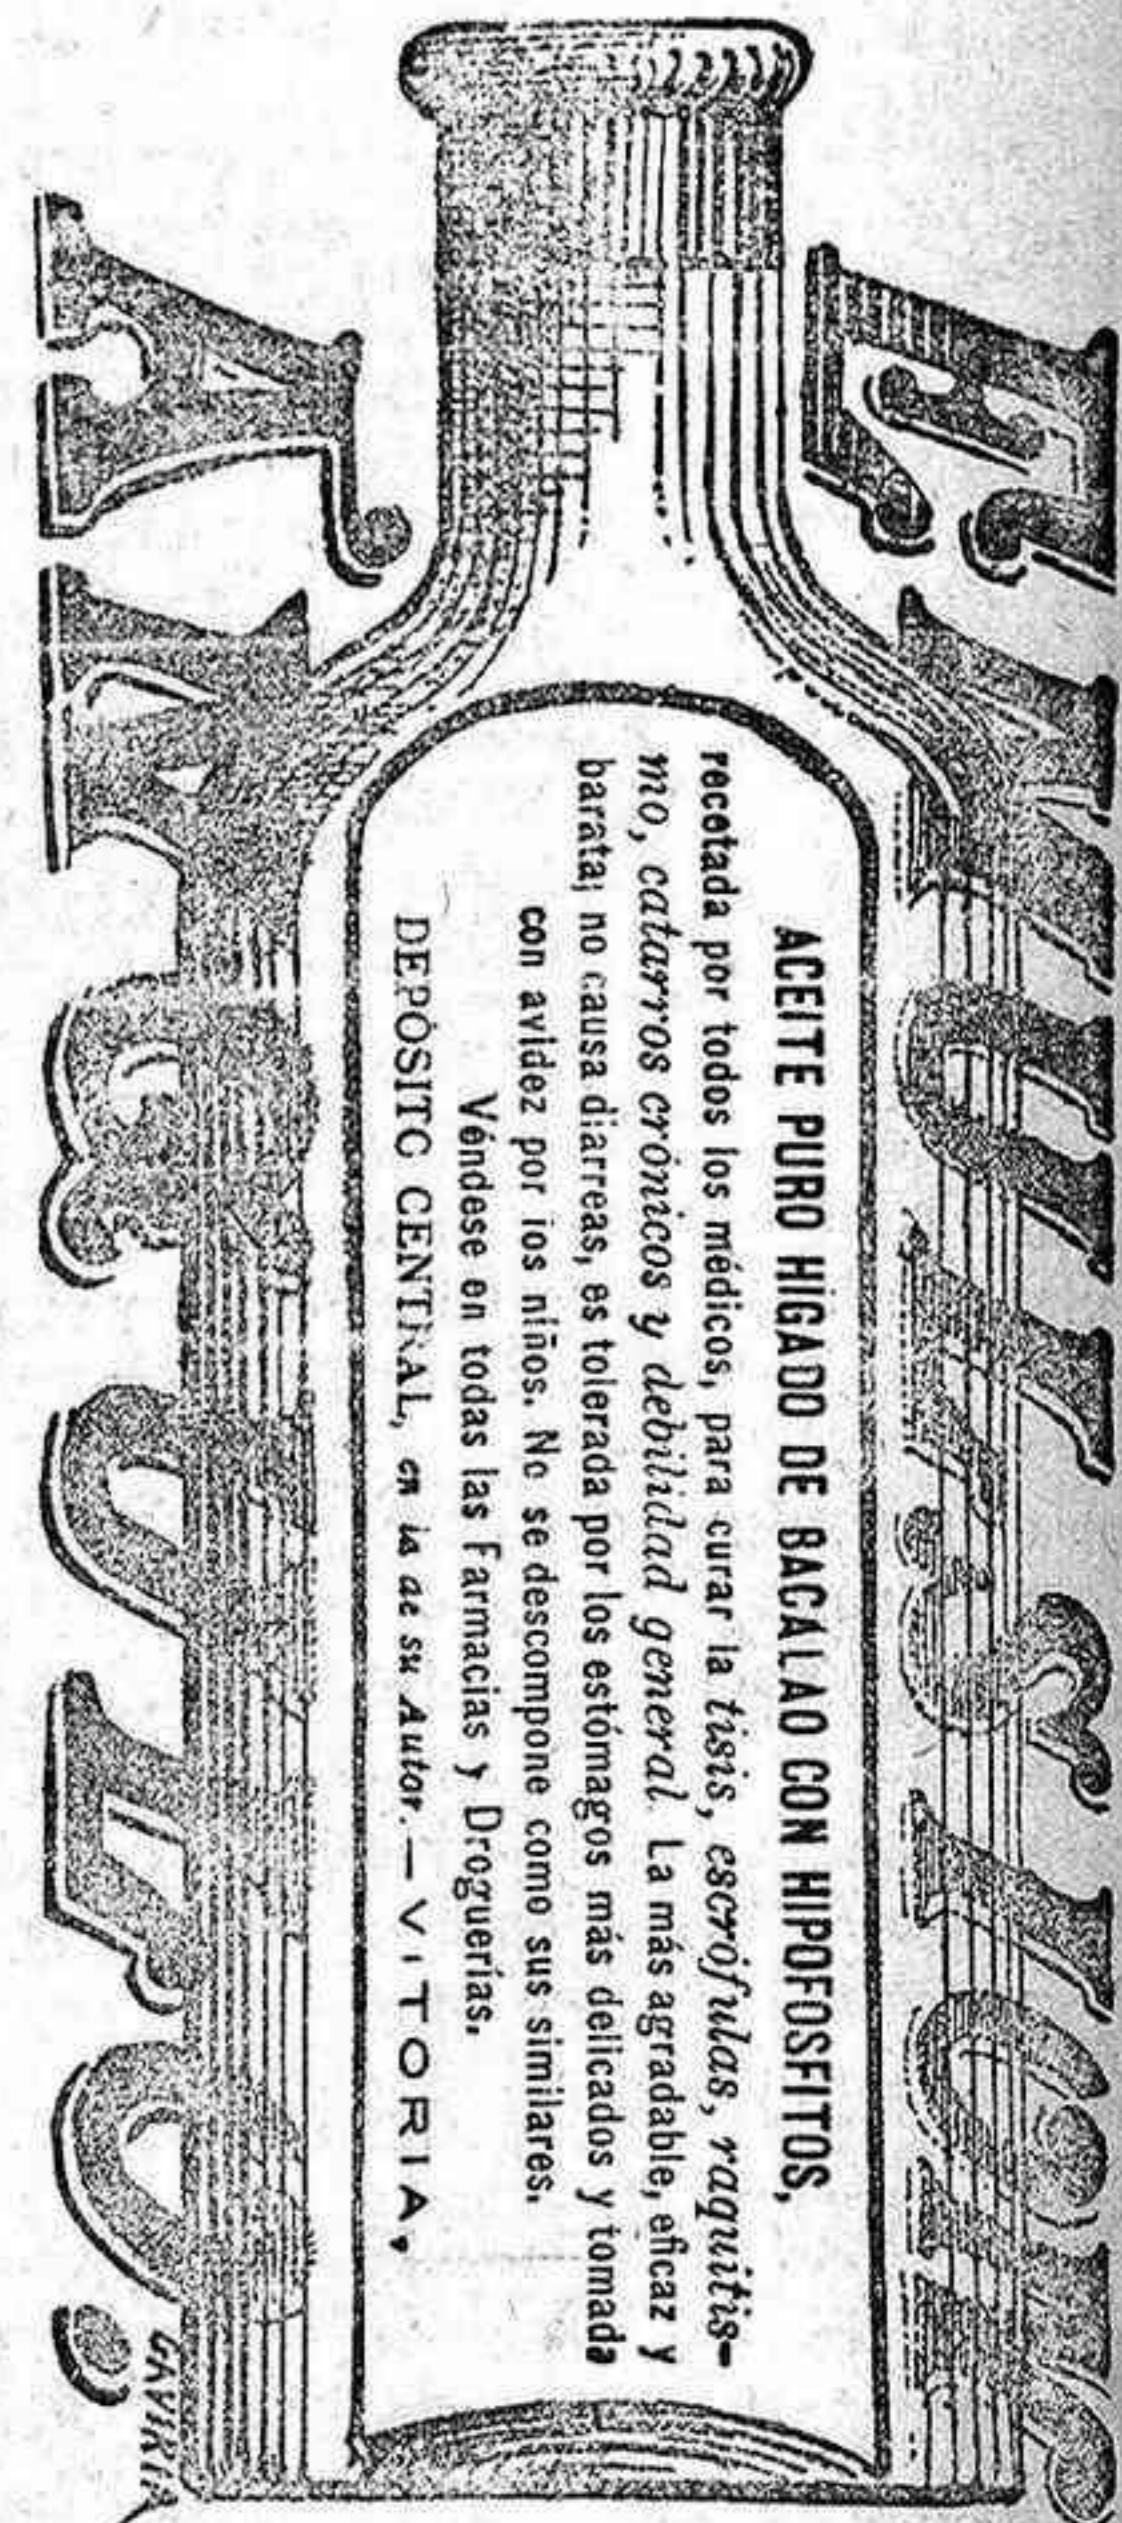 ACEITE PURO HÍGADO DE BACALAO CON HIPOFOSFITOS,
recetada por todos los médicos, para curar la tisis, escrófulas, raquitis-
mo, catarros crónicos y debilidad general. La más agradable, eficaz y
barata; no causa diarreas, es tolerada por los estómagos más delicados y tomada
con avidez por los niños. No se descompone como sus similares.
Véndese en todas las Farmacias y Droguerías.
DEPÓSITO CENTRAL, en la de su Autor.—VITORIA,
GAVIRIA